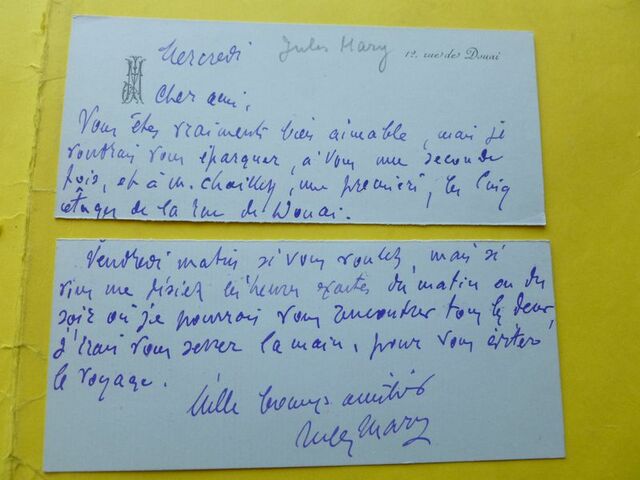 Mercredi Jules Mary 12, rue de Douai
JM
Cher ami,
Vous êtes vraiment bien aimable, mais je
voudrais vous épargner, à vous une seconde
fois, et à M. Chailley, une première, les cinq
étages de la rue de Douai.
Vendredi matin si vous voulez, mais si
vous me disiez les heures exactes du matin ou du
soir où je pourrais vous rencontrer tous les deux,
j'irais vous serrer la main, pour vous éviter
le voyage.
Mille bonnes amitiés
Jules Mary